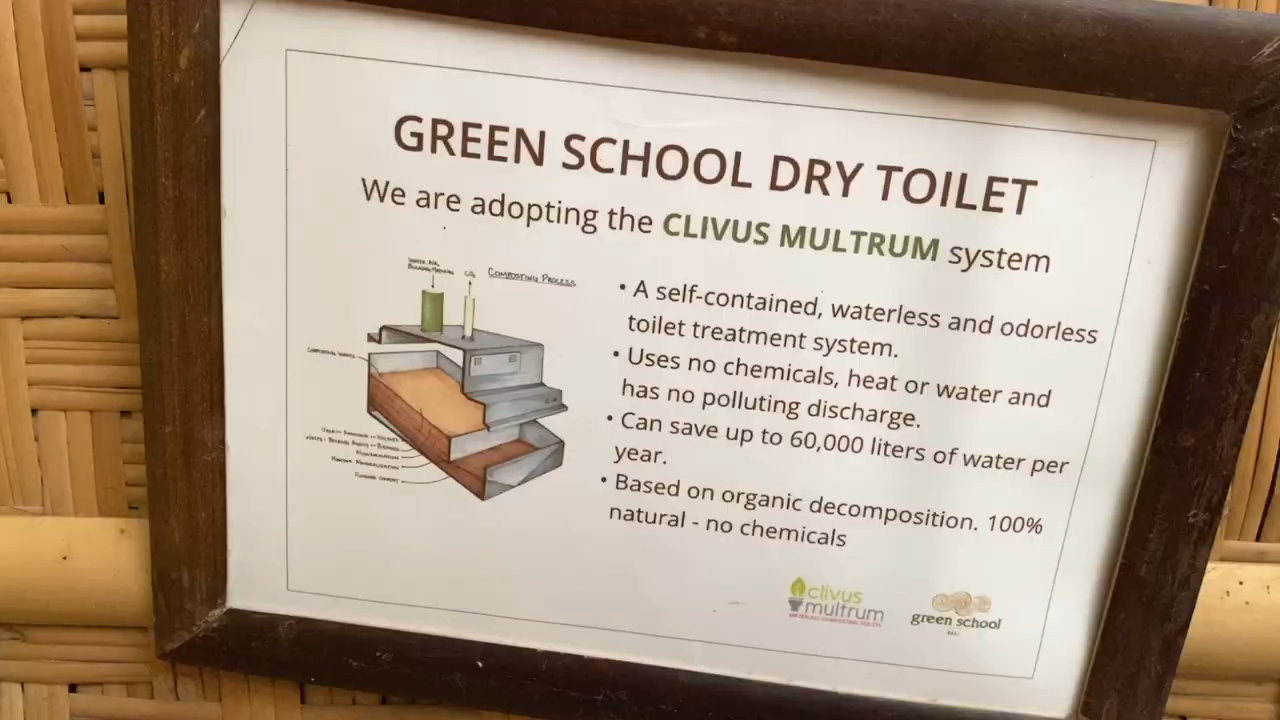 GREEN SCHOOL DRY TOILET
We are adopting the CLIVUS MULTRUM system
CO₂
COMPOSTING PROCESS
• A self-contained, waterless and odorless
toilet treatment system.
• Uses no chemicals, heat or water and
has no polluting discharge.
• Can save up to 60,000 liters of water per
year.
• Based on organic decomposition. 100%
natural - no chemicals
clivus
multrum
green school